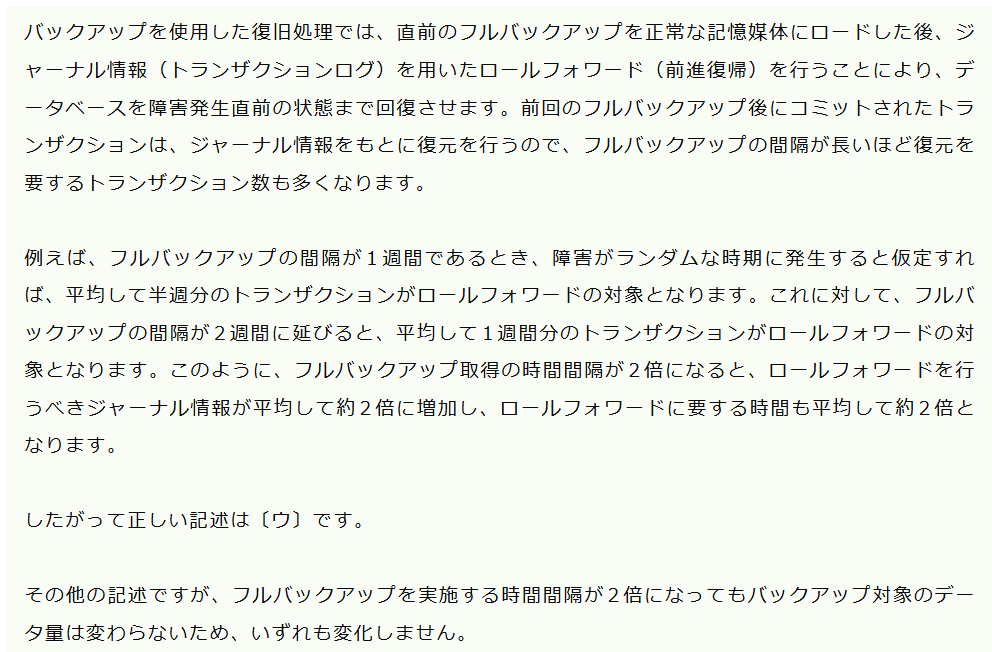 バックアップを使用した復旧処理では、直前のフルバックアップを正常な記憶媒体にロードした後、ジ
ャーナル情報（トランザクションログ）を用いたロールフォワード（前進復帰）を行うことにより、デ
ータベースを障害発生直前の状態まで回復させます。前回のフルバックアップ後にコミットされたトラ
ンザクションは、ジャーナル情報をもとに復元を行うので、フルバックアップの間隔が長いほど復元を
要するトランザクション数も多くなります。
例えば、フルバックアップの間隔が１週間であるとき、障害がランダムな時期に発生すると仮定すれ
ば、平均して半週分のトランザクションがロールフォワードの対象となります。これに対して、フルバ
ックアップの間隔が２週間に延びると、平均して１週間分のトランザクションがロールフォワードの対
象となります。このように、フルバックアップ取得の時間間隔が２倍になると、ロールフォワードを行
うべきジャーナル情報が平均して約２倍に増加し、ロールフォワードに要する時間も平均して約２倍と
なります。
したがって正しい記述は〔ウ〕です。
その他の記述ですが、フルバックアップを実施する時間間隔が２倍になってもバックアップ対象のデー
タ量は変わらないため、いずれも変化しません。